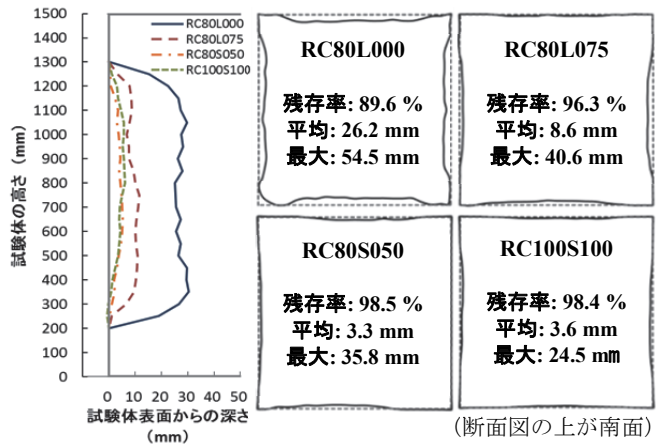 1500
1400
1300
1200
1100
1000
900
800
700
600
500
400
300
200
100
0
試験体の高さ（mm）
RC80L000
RC80L075
RC80S050
RC100S100
0 10 20 30 40 50
試験体表面からの深さ
（mm）
RC80L000
残存率: 89.6 %
平均: 26.2 mm
最大: 54.5 mm
RC80L075
残存率: 96.3 %
平均: 8.6 mm
最大: 40.6 mm
RC80S050
残存率: 98.5 %
平均: 3.3 mm
最大: 35.8 mm
RC100S100
残存率: 98.4 %
平均: 3.6 mm
最大: 24.5 mm
(断面図の上が南面)